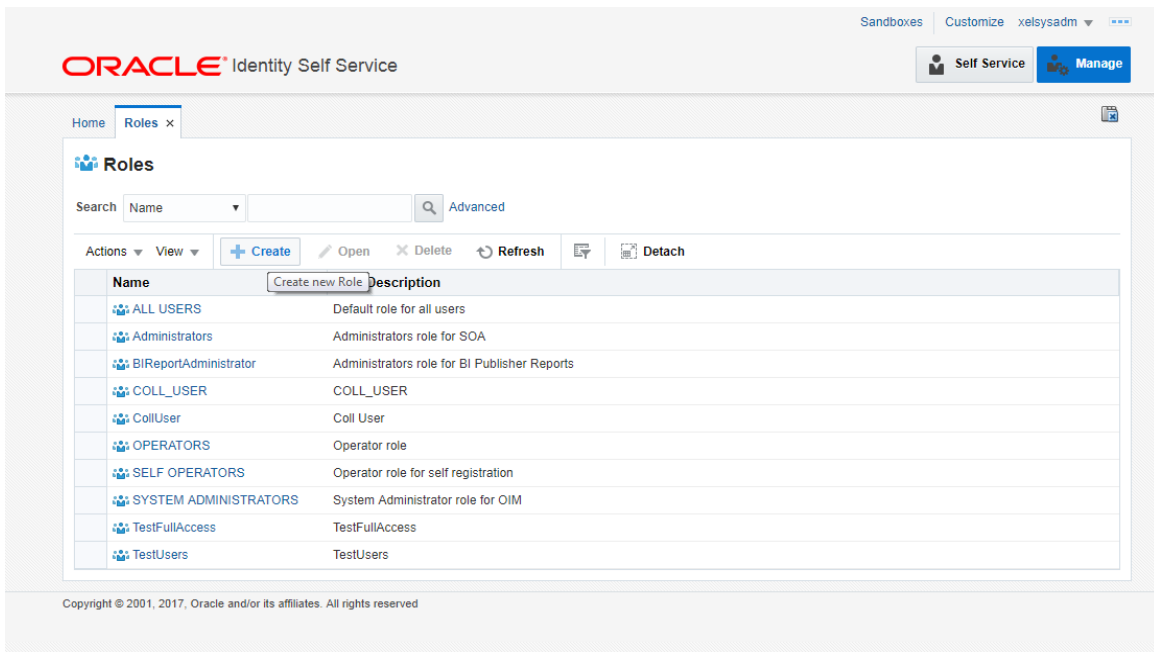 Sandboxes Customize xelsysadm
ORACLE® Identity Self Service
Self Service Manage
Home Roles ×
Roles
Search Name Advanced
Actions View Create Open Delete Refresh Detach
Name Description
Create new Role
ALL USERS Default role for all users
Administrators Administrators role for SOA
BIReportAdministrator Administrators role for BI Publisher Reports
COLL_USER COLL_USER
CollUser Coll User
OPERATORS Operator role
SELF OPERATORS Operator role for self registration
SYSTEM ADMINISTRATORS System Administrator role for OIM
TestFullAccess TestFullAccess
TestUsers TestUsers
Copyright © 2001, 2017, Oracle and/or its affiliates. All rights reserved